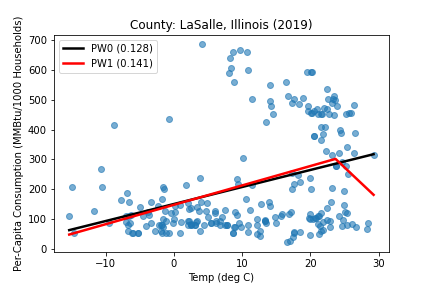 County: LaSalle, Illinois (2019)
Per-Capita Consumption (MMBtu/1000 Households)
700
600
500
400
300
200
100
0
PW0 (0.128)
PW1 (0.141)
−10
0
10
20
30
Temp (deg C)